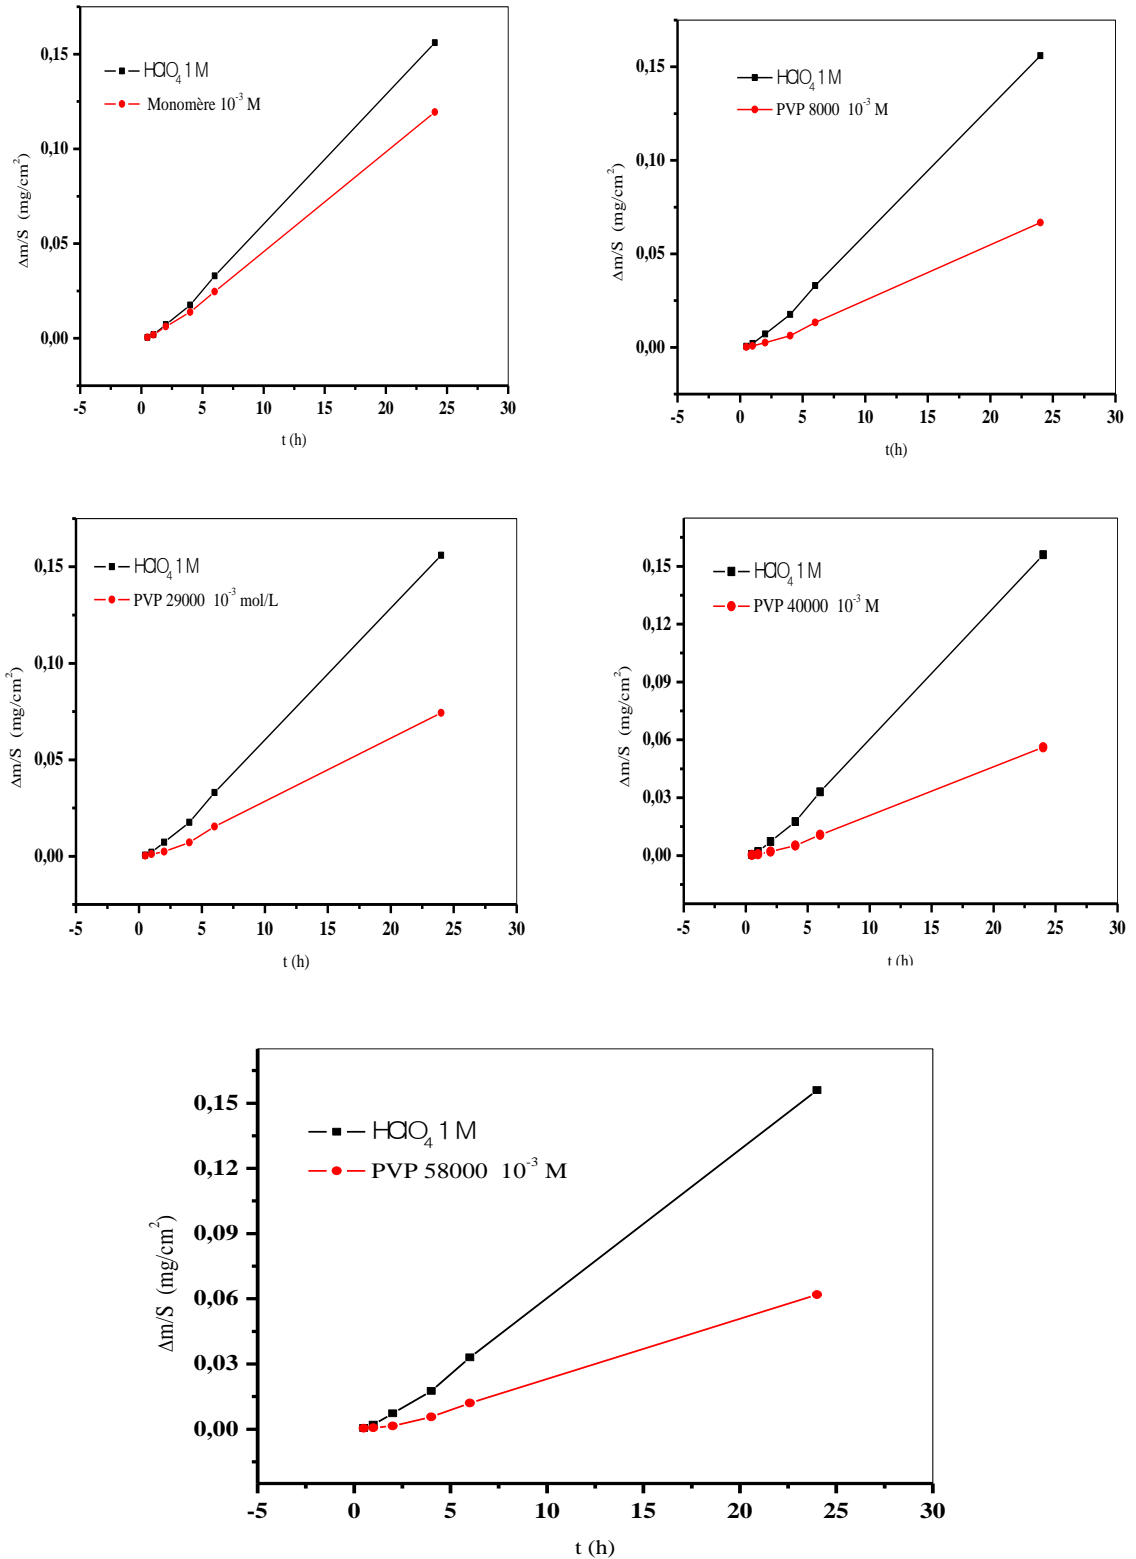 0,15
0,10
0,05
0,00
Δm/S (mg/cm²)
HClO₄ 1 M
Monomère 10⁻³ M
-5 0 5 10 15 20 25 30
t (h)
0,15
0,10
0,05
0,00
Δm/S (mg/cm²)
HClO₄ 1 M
PVP 8000 10⁻³ M
-5 0 5 10 15 20 25 30
t(h)
0,15
0,10
0,05
0,00
Δm/S (mg/cm²)
HClO₄ 1 M
PVP 29000 10⁻³ mol/L
-5 0 5 10 15 20 25 30
t (h)
0,15
0,12
0,09
0,06
0,03
0,00
Δm/S (mg/cm²)
HClO₄ 1 M
PVP 40000 10⁻³ M
-5 0 5 10 15 20 25 30
t (h)
0,15
0,12
0,09
0,06
0,03
0,00
Δm/S (mg/cm²)
HClO₄ 1 M
PVP 58000 10⁻³ M
-5 0 5 10 15 20 25 30
t (h)